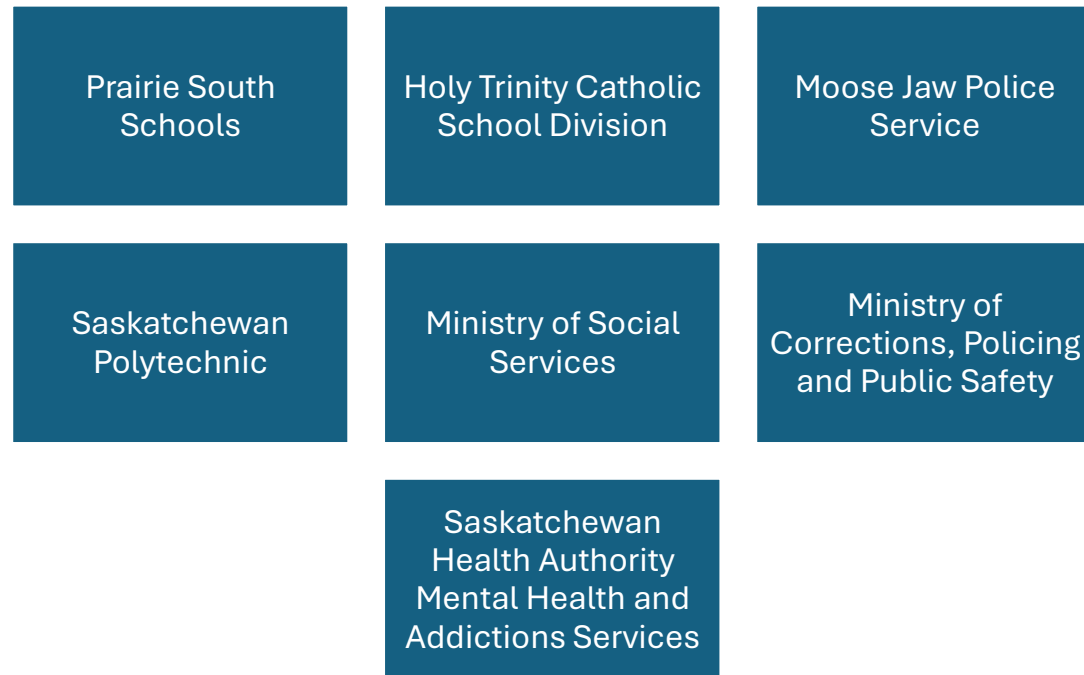 Prairie South
Schools
Holy Trinity Catholic
School Division
Moose Jaw Police
Service
Saskatchewan
Polytechnic
Ministry of Social
Services
Ministry of
Corrections, Policing
and Public Safety
Saskatchewan
Health Authority
Mental Health and
Addictions Services